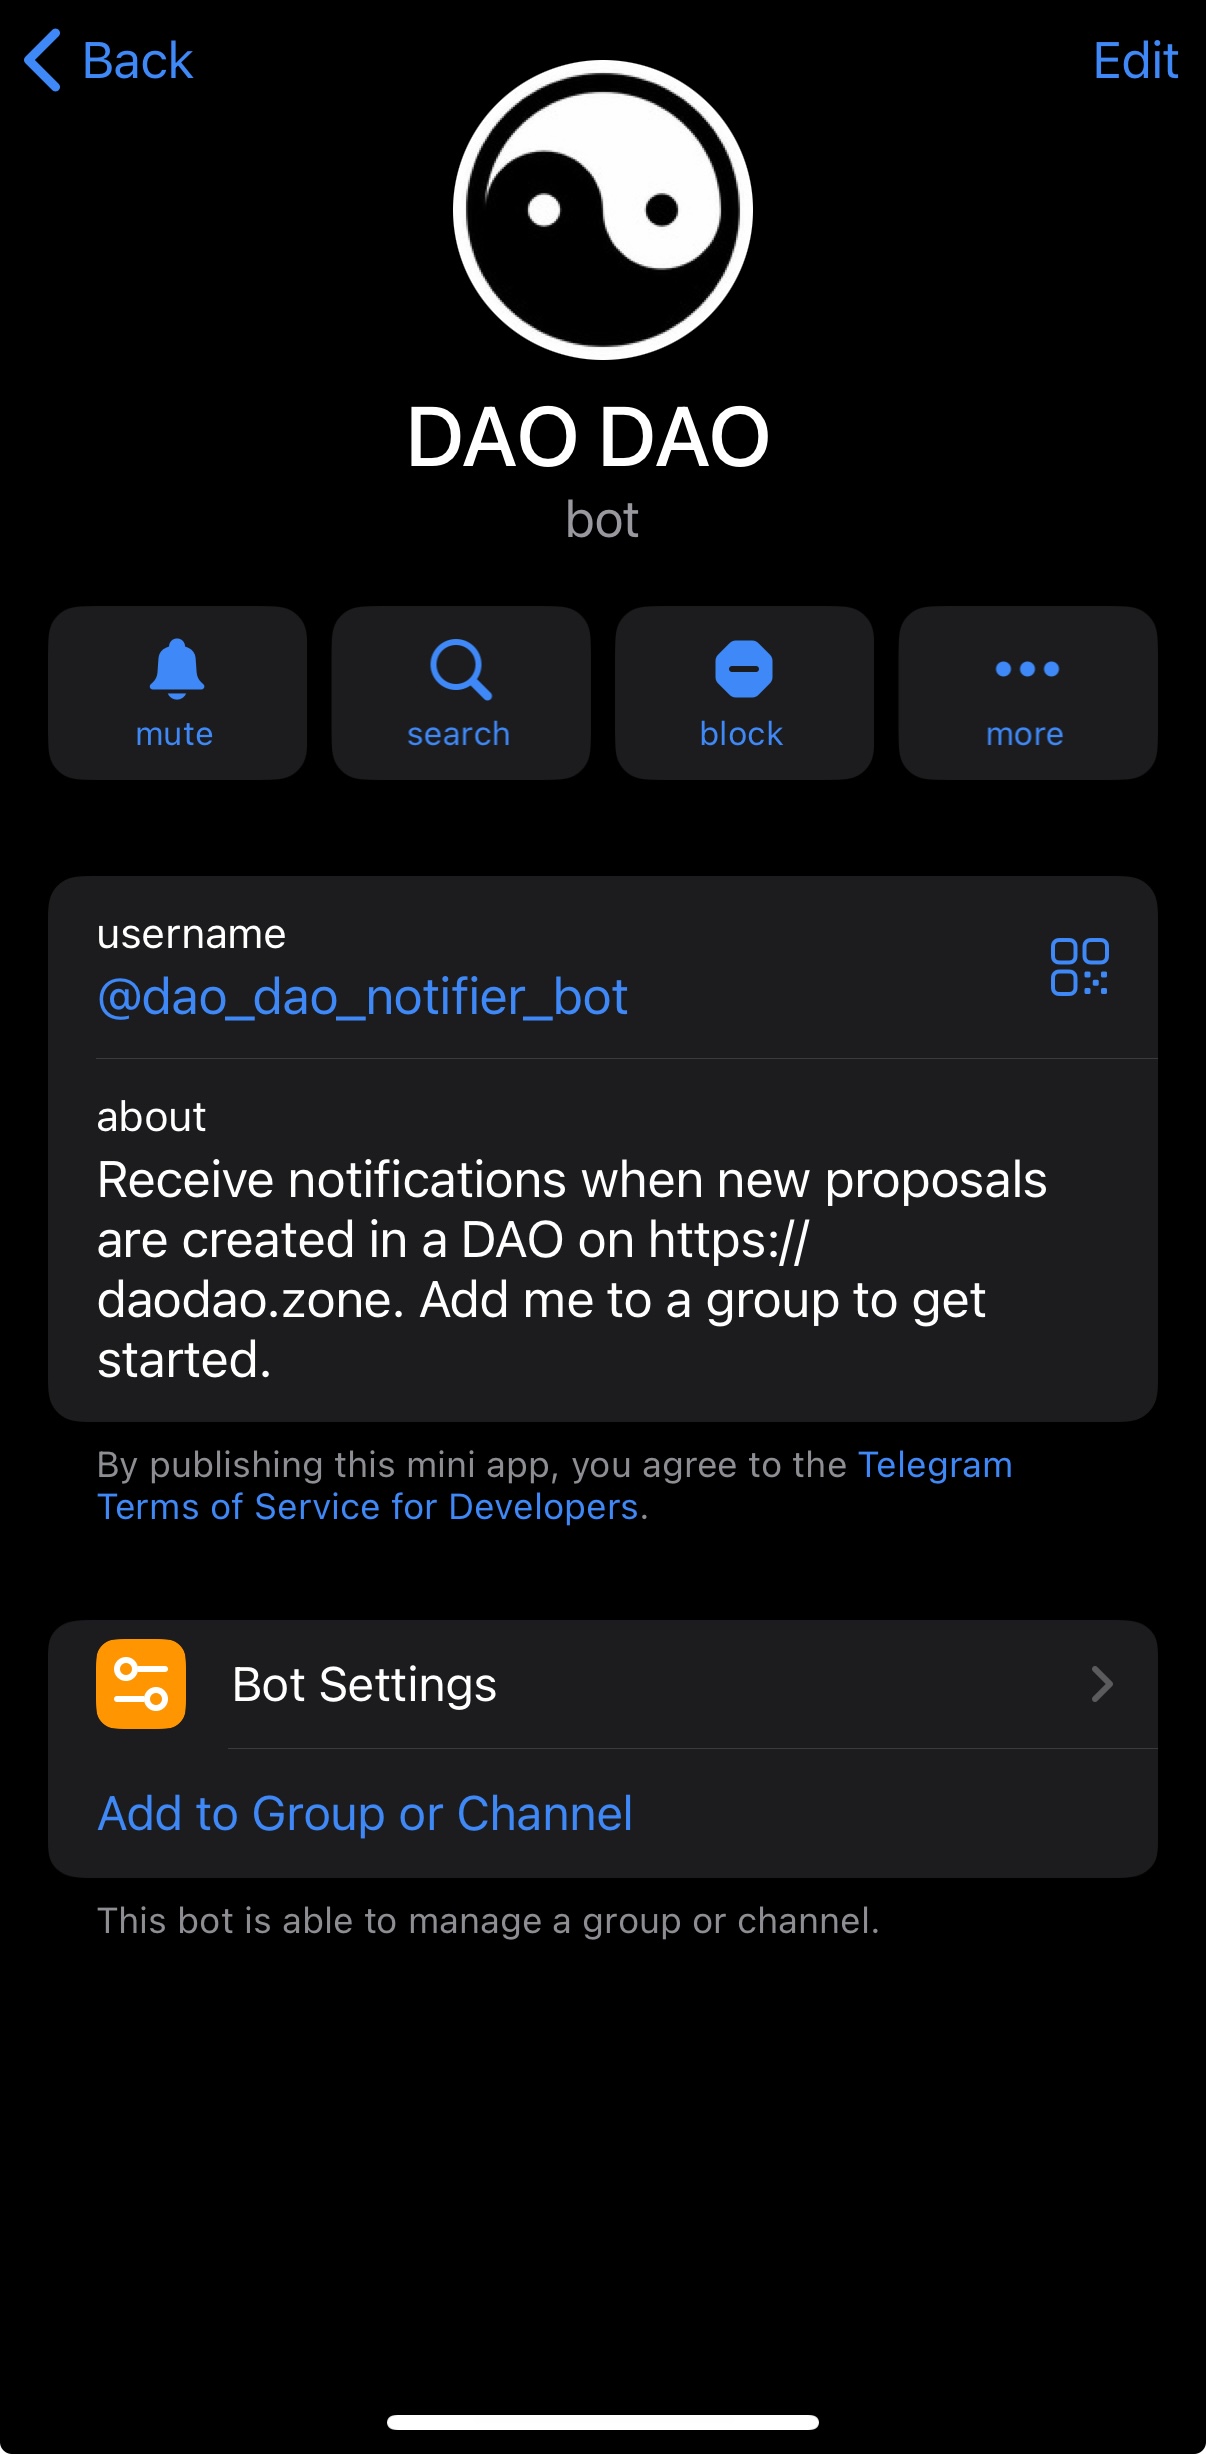 Back
Edit
DAO DAO
bot
mute
search
block
more
username
@dao_dao_notifier_bot
about
Receive notifications when new proposals
are created in a DAO on https://
daodao.zone. Add me to a group to get
started.
By publishing this mini app, you agree to the Telegram
Terms of Service for Developers.
Bot Settings
Add to Group or Channel
This bot is able to manage a group or channel.